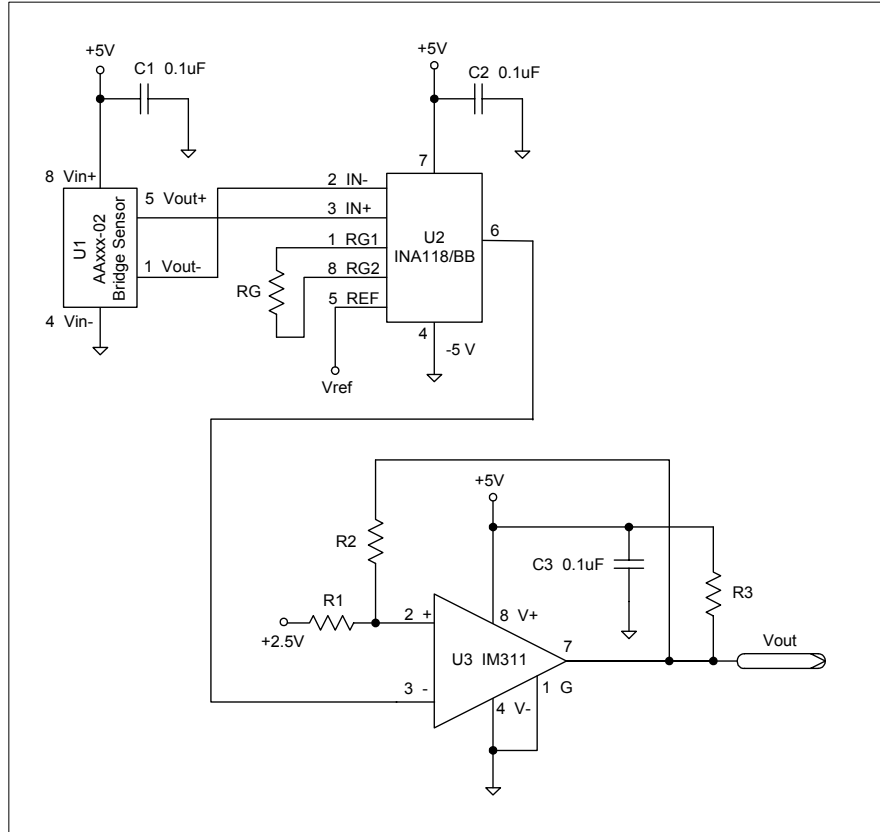 +5V
C1 0.1uF
+5V
C2 0.1uF
8 Vin+
5 Vout+
1 Vout-
4 Vin-
U1
AAxxx-02
Bridge Sensor
2 IN-
3 IN+
1 RG1
8 RG2
5 REF
RG
Vref
7
U2
INA118/BB
6
4
-5 V
+5V
R2
C3 0.1uF
R3
R1
+2.5V
2 +
8 V+
U3 IM311
7
Vout
3 -
1 G
4 V-